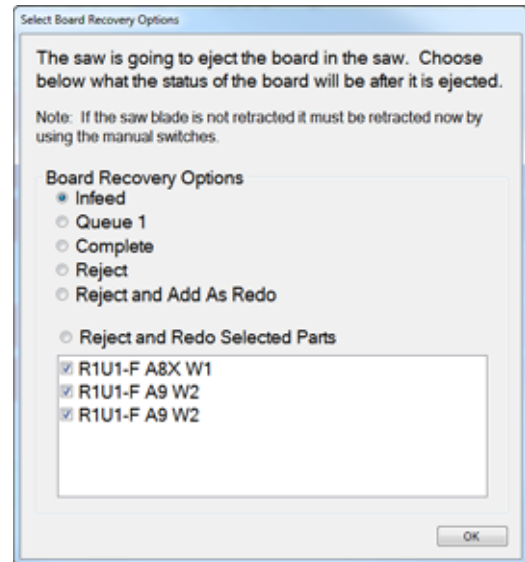 Select Board Recovery Options
The saw is going to eject the board in the saw.  Choose
below what the status of the board will be after it is ejected.
Note:  If the saw blade is not retracted it must be retracted now by
using the manual switches.
Board Recovery Options
Infeed
Queue 1
Complete
Reject
Reject and Add As Redo
Reject and Redo Selected Parts
R1U1-F A8X W1
R1U1-F A9 W2
R1U1-F A9 W2
OK